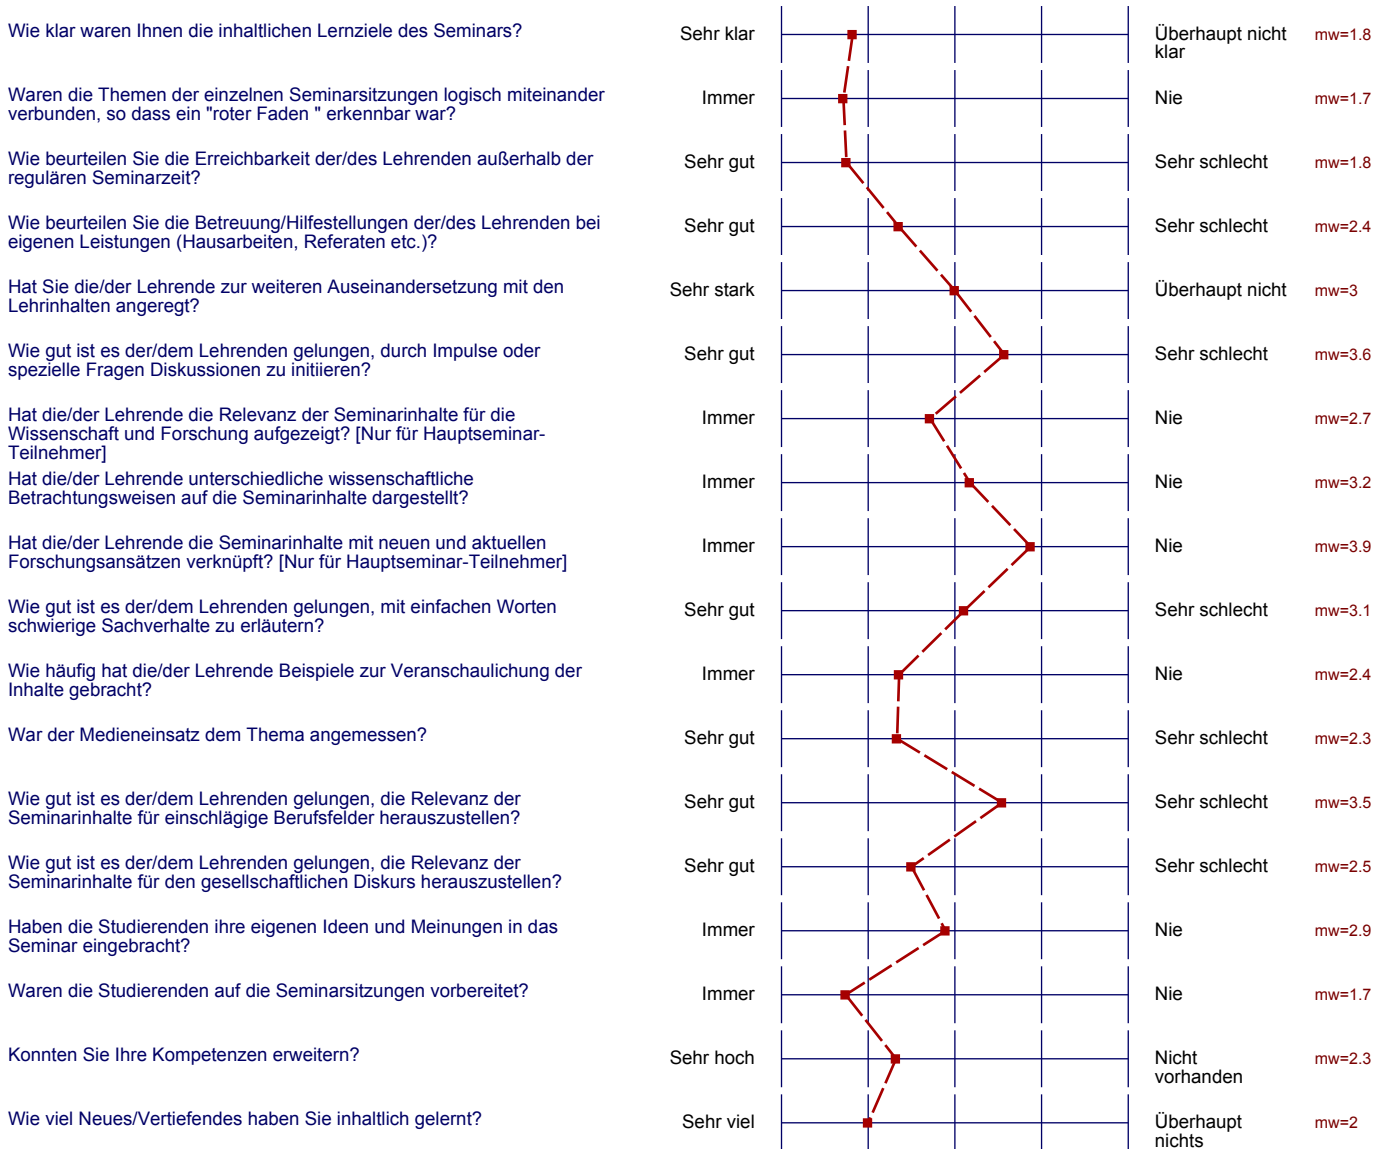 Wie klar waren Ihnen die inhaltlichen Lernziele des Seminars?
Sehr klar
Überhaupt nicht
klar
mw=1.8
Waren die Themen der einzelnen Seminarsitzungen logisch miteinander
verbunden, so dass ein "roter Faden " erkennbar war?
Immer
Nie
mw=1.7
Wie beurteilen Sie die Erreichbarkeit der/des Lehrenden außerhalb der
regulären Seminarzeit?
Sehr gut
Sehr schlecht
mw=1.8
Wie beurteilen Sie die Betreuung/Hilfestellungen der/des Lehrenden bei
eigenen Leistungen (Hausarbeiten, Referaten etc.)?
Sehr gut
Sehr schlecht
mw=2.4
Hat Sie die/der Lehrende zur weiteren Auseinandersetzung mit den
Lehrinhalten angeregt?
Sehr stark
Überhaupt nicht
mw=3
Wie gut ist es der/dem Lehrenden gelungen, durch Impulse oder
spezielle Fragen Diskussionen zu initiieren?
Sehr gut
Sehr schlecht
mw=3.6
Hat die/der Lehrende die Relevanz der Seminarinhalte für die
Wissenschaft und Forschung aufgezeigt? [Nur für Hauptseminar-
Teilnehmer]
Immer
Nie
mw=2.7
Hat die/der Lehrende unterschiedliche wissenschaftliche
Betrachtungsweisen auf die Seminarinhalte dargestellt?
Immer
Nie
mw=3.2
Hat die/der Lehrende die Seminarinhalte mit neuen und aktuellen
Forschungsansätzen verknüpft? [Nur für Hauptseminar-Teilnehmer]
Immer
Nie
mw=3.9
Wie gut ist es der/dem Lehrenden gelungen, mit einfachen Worten
schwierige Sachverhalte zu erläutern?
Sehr gut
Sehr schlecht
mw=3.1
Wie häufig hat die/der Lehrende Beispiele zur Veranschaulichung der
Inhalte gebracht?
Immer
Nie
mw=2.4
War der Medieneinsatz dem Thema angemessen?
Sehr gut
Sehr schlecht
mw=2.3
Wie gut ist es der/dem Lehrenden gelungen, die Relevanz der
Seminarinhalte für einschlägige Berufsfelder herauszustellen?
Sehr gut
Sehr schlecht
mw=3.5
Wie gut ist es der/dem Lehrenden gelungen, die Relevanz der
Seminarinhalte für den gesellschaftlichen Diskurs herauszustellen?
Sehr gut
Sehr schlecht
mw=2.5
Haben die Studierenden ihre eigenen Ideen und Meinungen in das
Seminar eingebracht?
Immer
Nie
mw=2.9
Waren die Studierenden auf die Seminarsitzungen vorbereitet?
Immer
Nie
mw=1.7
Konnten Sie Ihre Kompetenzen erweitern?
Sehr hoch
Nicht
vorhanden
mw=2.3
Wie viel Neues/Vertiefendes haben Sie inhaltlich gelernt?
Sehr viel
Überhaupt
nichts
mw=2